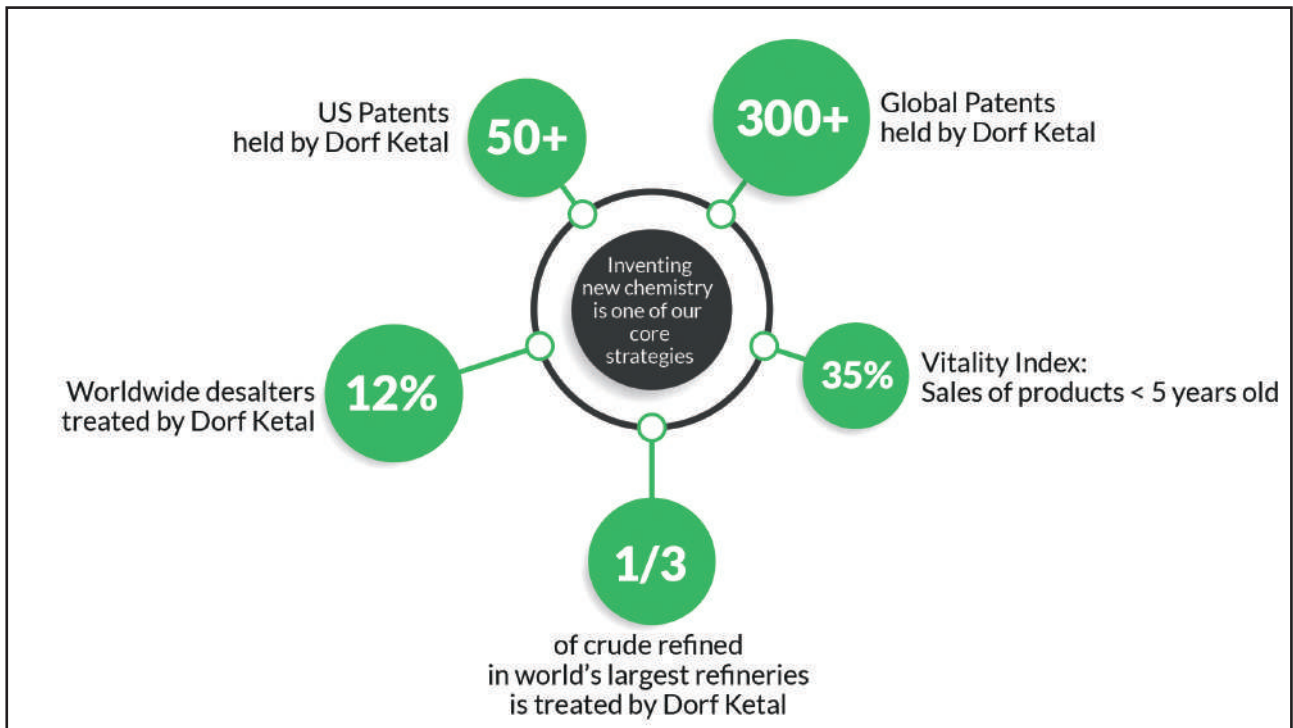 US Patents
held by Dorf Ketal
50+
300+
Global Patents
held by Dorf Ketal
Inventing
new chemistry
is one of our
core
strategies
Worldwide desalters
treated by Dorf Ketal
12%
35%
Vitality Index:
Sales of products < 5 years old
1/3
of crude refined
in world's largest refineries
is treated by Dorf Ketal